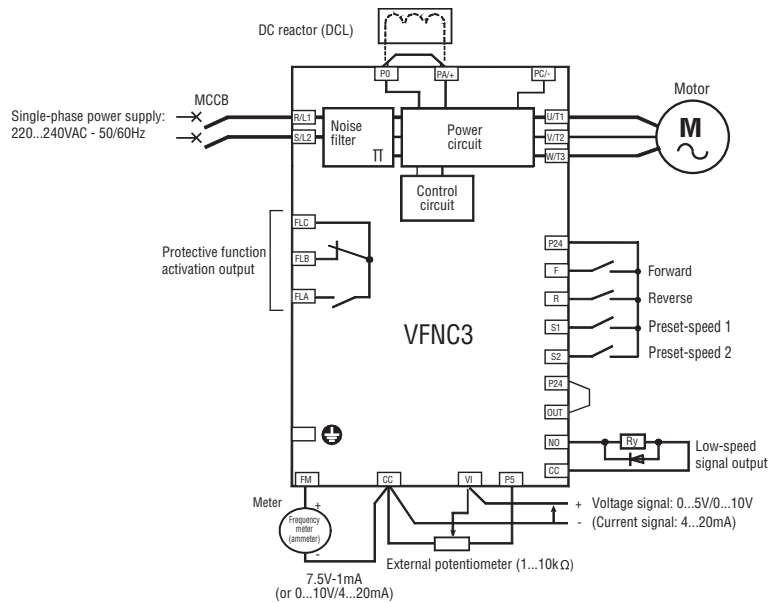 DC reactor (DCL)
P0
PA/+
PC/-
MCCB
Motor
Single-phase power supply:
220...240VAC - 50/60Hz
R/L1
S/L2
Noise
filter
Π
Power
circuit
Control
circuit
U/T1
V/T2
W/T3
M
Protective function
activation output
FLC
FLB
FLA
P24
F
Forward
R
Reverse
S1
Preset-speed 1
S2
Preset-speed 2
VFNC3
P24
OUT
NO
Ry
CC
Low-speed
signal output
FM
CC
VI
P5
Meter
+
Frequency
meter
(ammeter)
-
7.5V-1mA
(or 0...10V/4...20mA)
External potentiometer (1...10kΩ)
+ Voltage signal: 0...5V/0...10V
- (Current signal: 4...20mA)